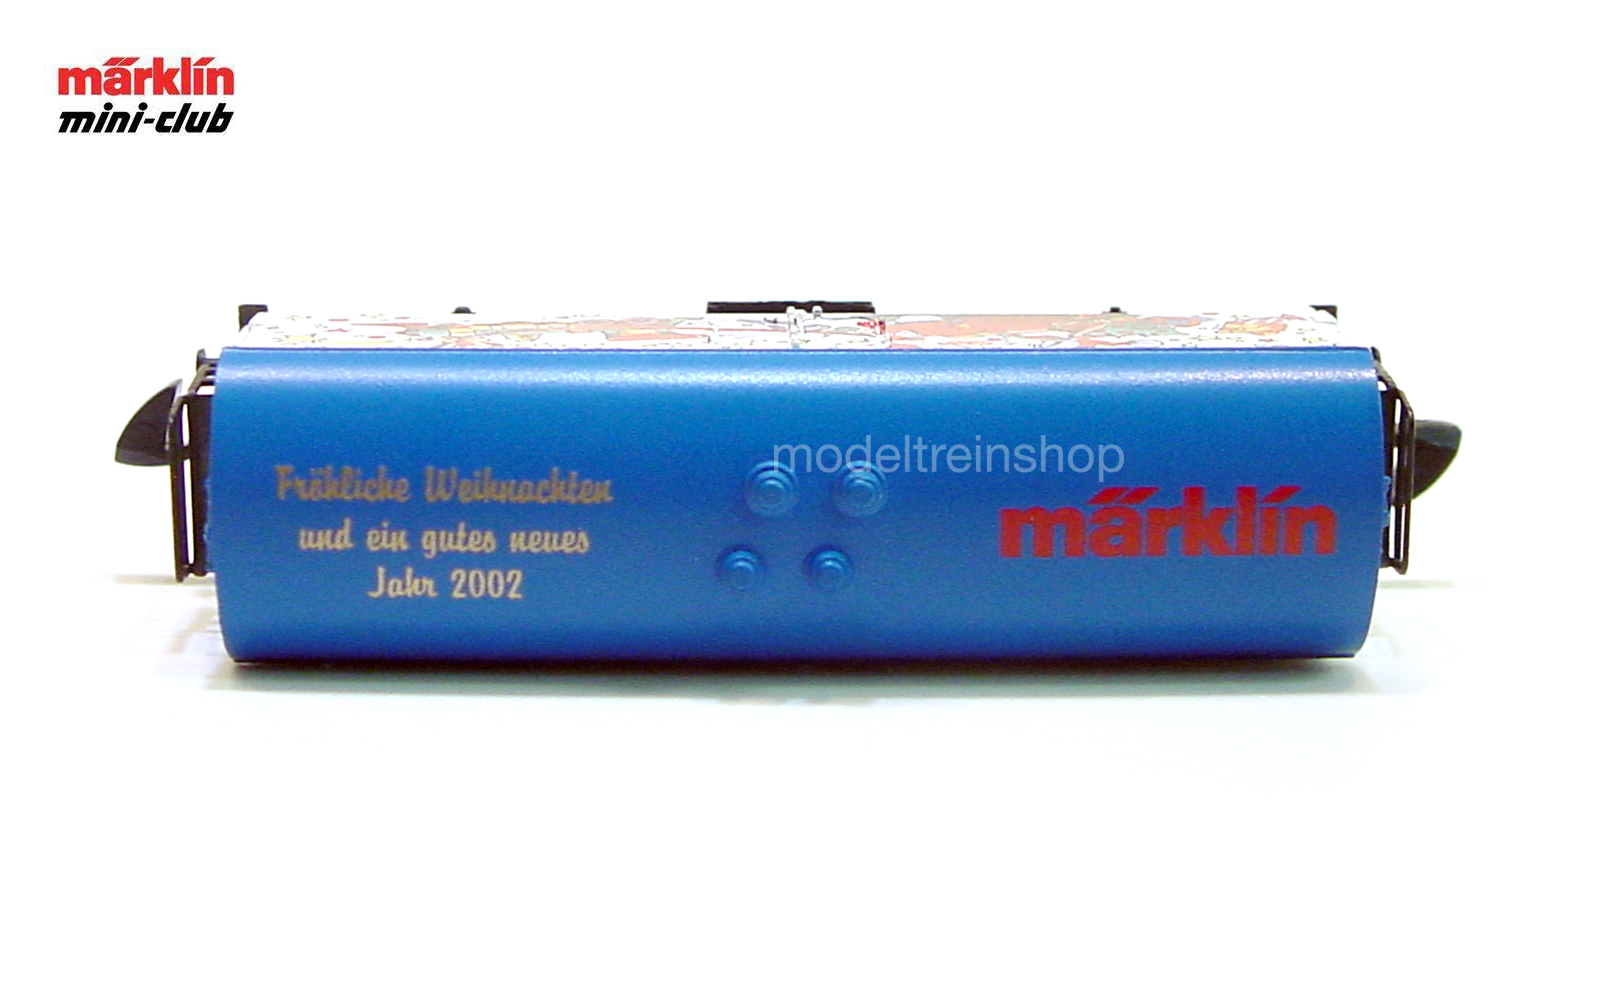 märklin
mini-club
modeltreinshop
Fröhliche Weihnachten
und ein gutes neues
Jahr 2002
märklin